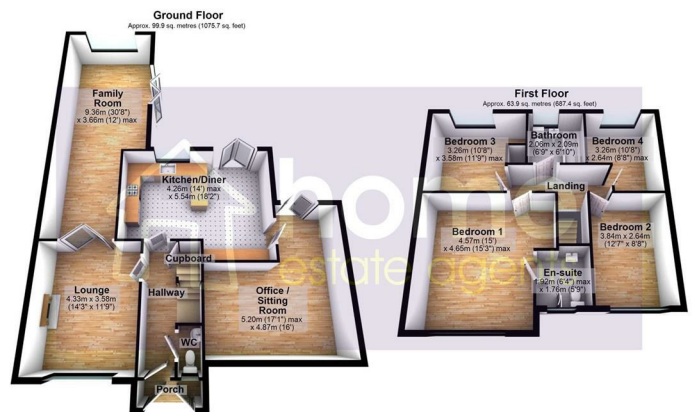 Ground Floor
Approx. 99.9 sq. metres (1075.7 sq. feet)
Family
Room
9.36m (30'8")
x 3.66m (12') max
Kitchen/Diner
4.26m (14') max
x 5.54m (18'2")
Cupboard
Lounge
4.33m x 3.58m
(14'3" x 11'9")
Hallway
Office /
Sitting
Room
5.20m (17'1") max
x 4.87m (16')
WC
Porch
First Floor
Approx. 63.9 sq. metres (687.4 sq. feet)
Bedroom 3
3.26m (10'8")
x 3.58m (11'9") max
Bathroom
2.06m x 2.09m
(6'9" x 6'10")
Bedroom 4
3.26m (10'8")
x 2.64m (8'8") max
Landing
Bedroom 1
4.57m (15')
x 4.65m (15'3") max
Bedroom 2
3.84m x 2.64m
(12'7" x 8'8")
En-suite
1.92m (6'4") max
x 1.76m (5'9")
home
estate agents